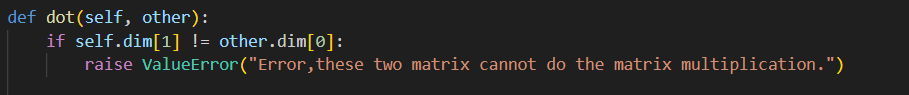 def dot(self, other):
    if self.dim[1] != other.dim[0]:
        raise ValueError("Error,these two matrix cannot do the matrix multiplication.")